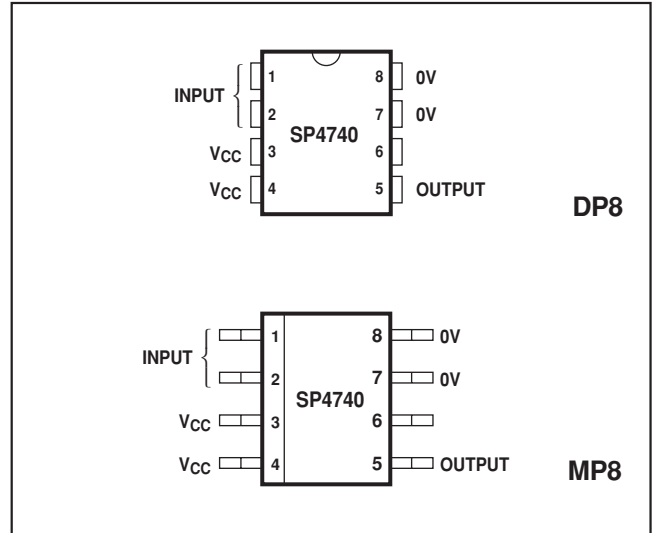 1 8 0V
INPUT
2 7 0V
SP4740
VCC 3 6
VCC 4 5 OUTPUT
DP8
1 8 0V
INPUT
2 7 0V
SP4740
VCC 3 6
VCC 4 5 OUTPUT
MP8